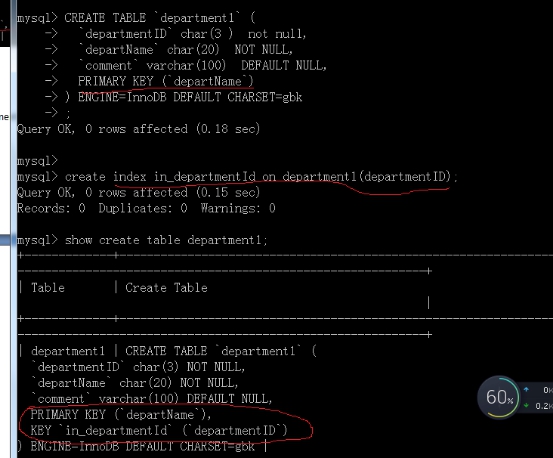 mysql> CREATE TABLE `department1` (
-> `departmentID` char(3 ) not null,
-> `departName` char(20) NOT NULL,
-> `comment` varchar(100) DEFAULT NULL,
-> PRIMARY KEY (`departName`)
-> ) ENGINE=InnoDB DEFAULT CHARSET=gbk
-> ;
Query OK, 0 rows affected (0.18 sec)
mysql>
mysql> create index in_departmentId on department1(departmentID);
Query OK, 0 rows affected (0.15 sec)
Records: 0 Duplicates: 0 Warnings: 0
mysql> show create table department1;
| Table | Create Table
|
| department1 | CREATE TABLE `department1` (
`departmentID` char(3) NOT NULL,
`departName` char(20) NOT NULL,
`comment` varchar(100) DEFAULT NULL,
PRIMARY KEY (`departName`),
KEY `in_departmentId` (`departmentID`)
) ENGINE=InnoDB DEFAULT CHARSET=gbk |
60%